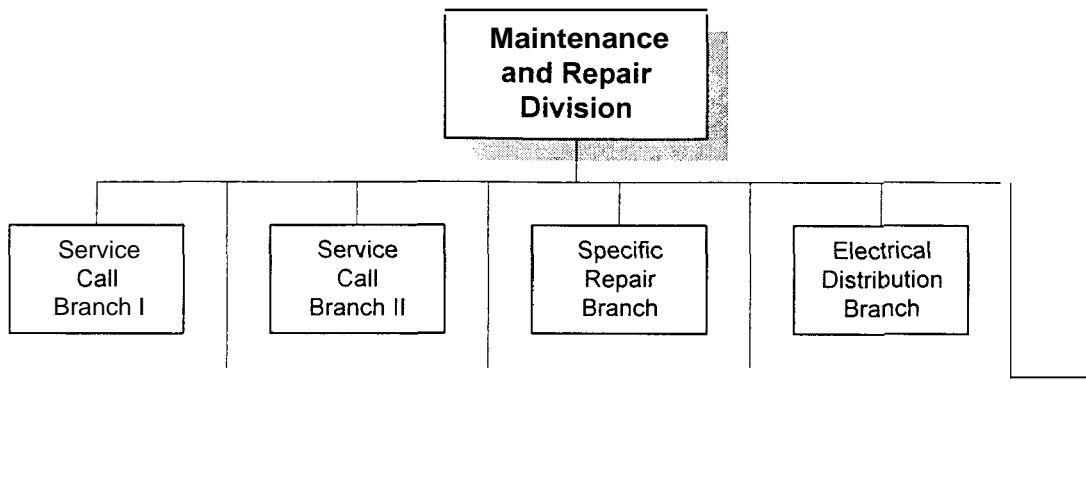 Maintenance
and Repair
Division
Service
Call
Branch I
Service
Call
Branch II
Specific
Repair
Branch
Electrical
Distribution
Branch